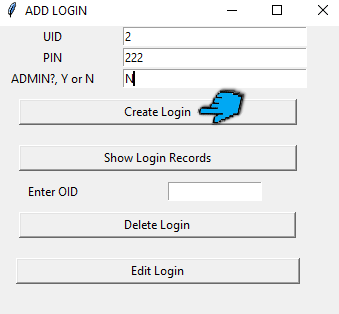 ADD LOGIN
UID 2
PIN 222
ADMIN?, Y or N N
Create Login
Show Login Records
Enter OID
Delete Login
Edit Login